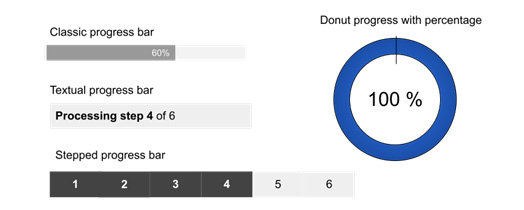 Classic progress bar
60%
Textual progress bar
Processing step 4 of 6
Stepped progress bar
1 2 3 4 5 6
Donut progress with percentage
100 %